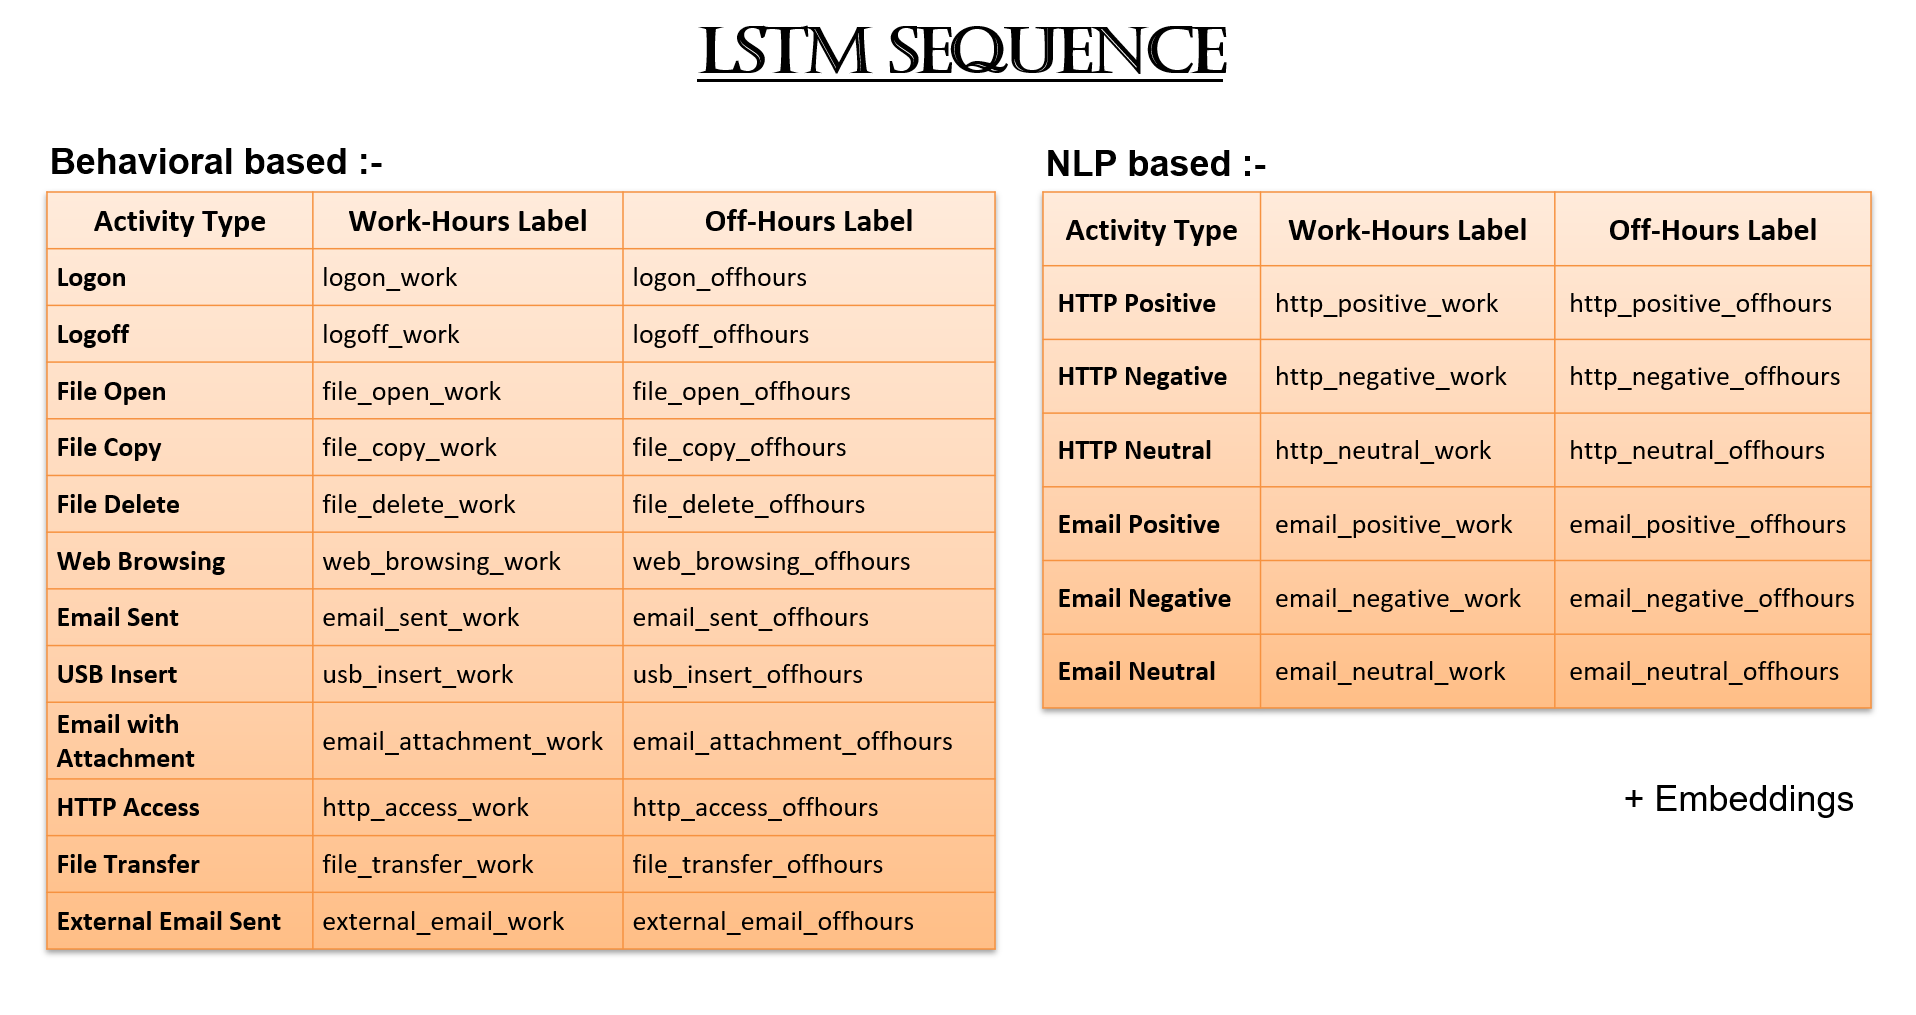 LSTM SEQUENCE
Behavioral based :-
Activity Type Work-Hours Label Off-Hours Label
Logon logon_work logon_offhours
Logoff logoff_work logoff_offhours
File Open file_open_work file_open_offhours
File Copy file_copy_work file_copy_offhours
File Delete file_delete_work file_delete_offhours
Web Browsing web_browsing_work web_browsing_offhours
Email Sent email_sent_work email_sent_offhours
USB Insert usb_insert_work usb_insert_offhours
Email with
Attachment email_attachment_work email_attachment_offhours
HTTP Access http_access_work http_access_offhours
File Transfer file_transfer_work file_transfer_offhours
External Email Sent external_email_work external_email_offhours
NLP based :-
Activity Type Work-Hours Label Off-Hours Label
HTTP Positive http_positive_work http_positive_offhours
HTTP Negative http_negative_work http_negative_offhours
HTTP Neutral http_neutral_work http_neutral_offhours
Email Positive email_positive_work email_positive_offhours
Email Negative email_negative_work email_negative_offhours
Email Neutral email_neutral_work email_neutral_offhours
+ Embeddings